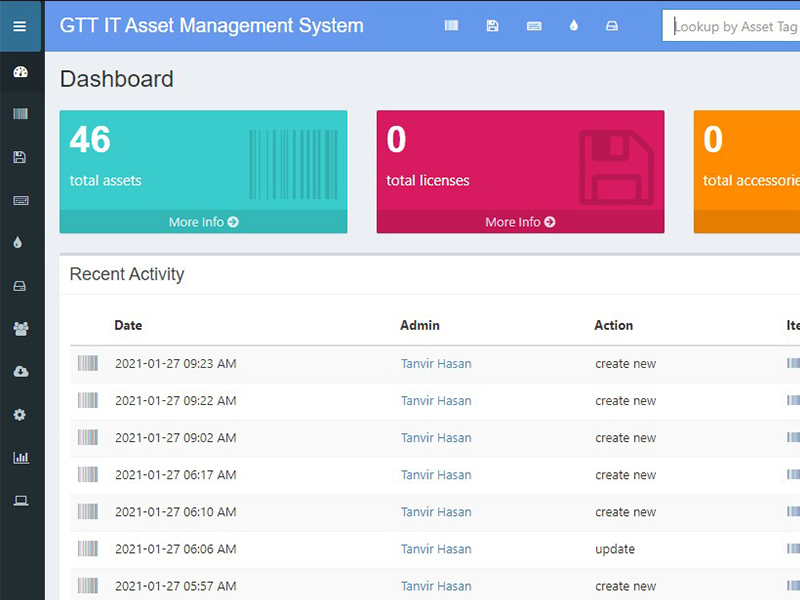 GTT IT Asset Management System
Lookup by Asset Tag
Dashboard
46
total assets
More Info
0
total licenses
More Info
0
total accessorie
Recent Activity
Date Admin Action Ite
2021-01-27 09:23 AM Tanvir Hasan create new
2021-01-27 09:22 AM Tanvir Hasan create new
2021-01-27 09:02 AM Tanvir Hasan create new
2021-01-27 06:17 AM Tanvir Hasan create new
2021-01-27 06:10 AM Tanvir Hasan create new
2021-01-27 06:06 AM Tanvir Hasan update
2021-01-27 05:57 AM Tanvir Hasan create new